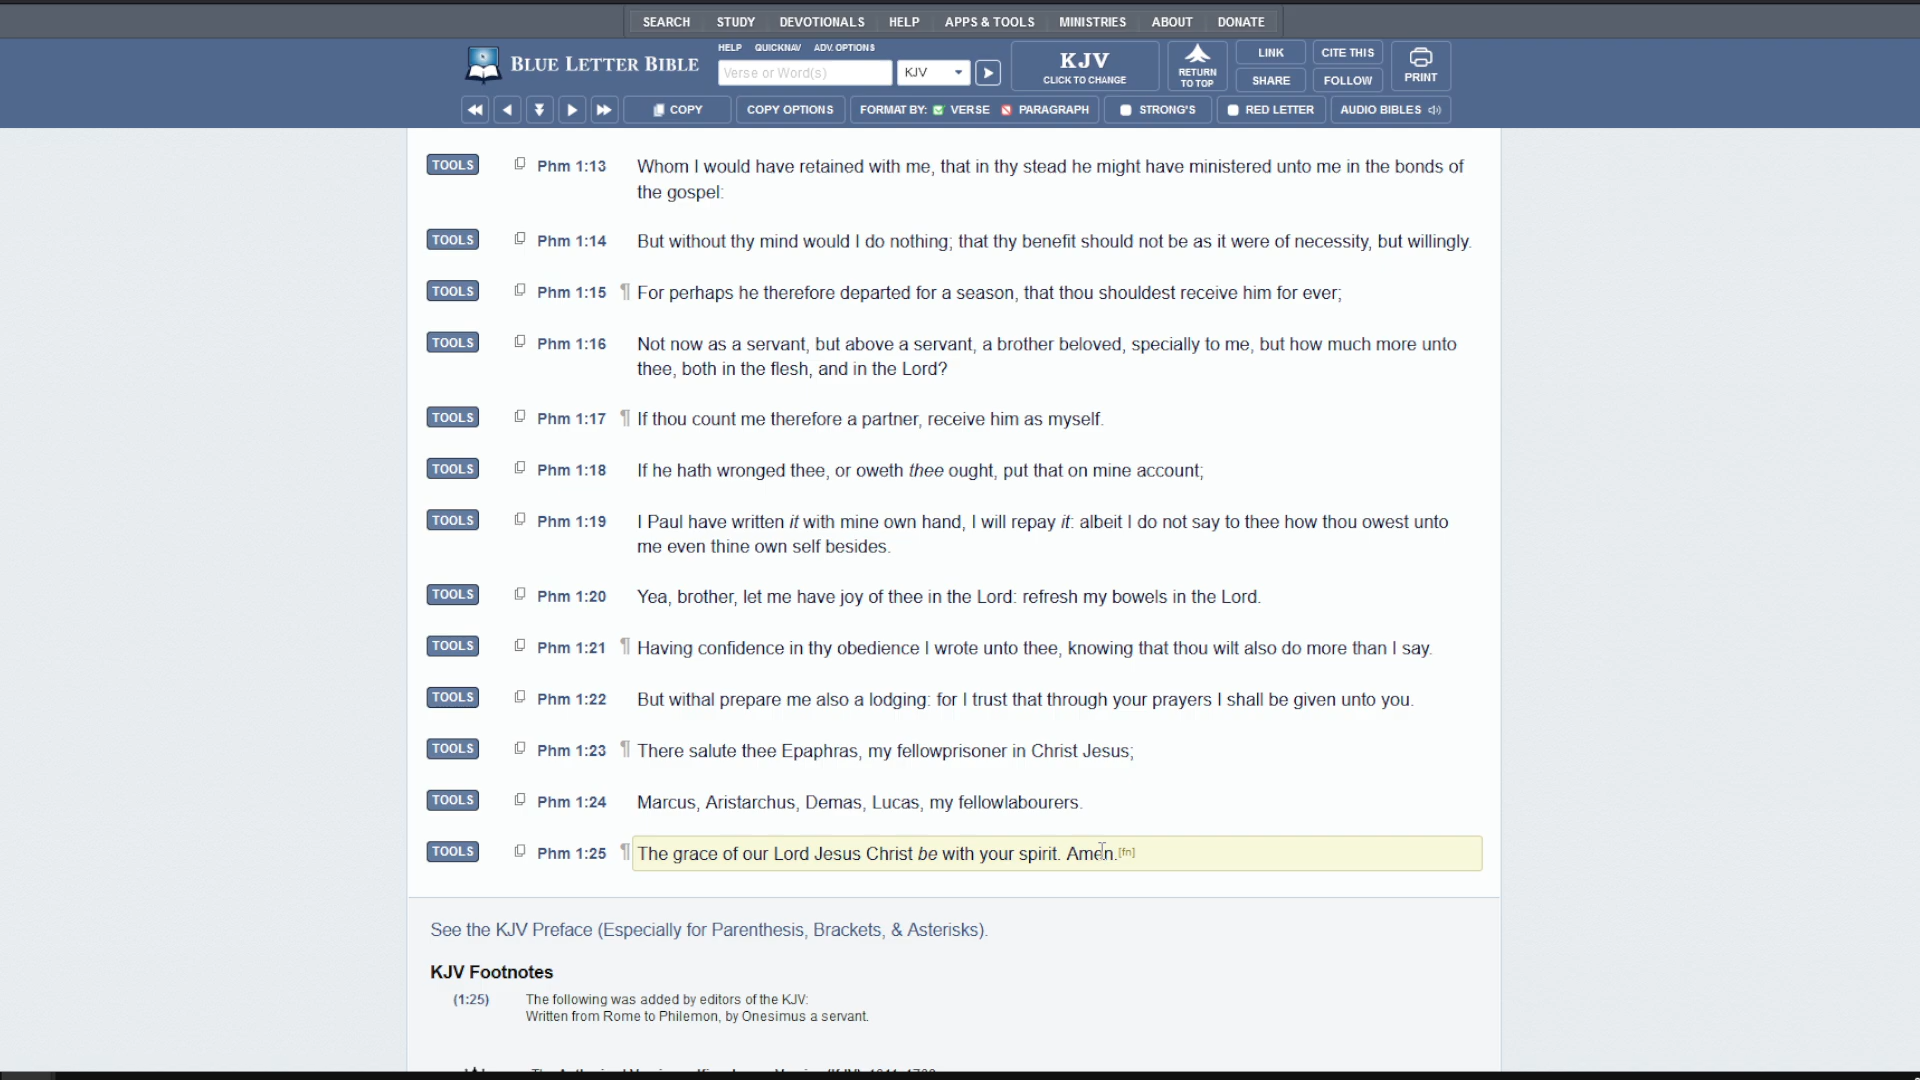 SEARCH STUDY DEVOTIONALS HELP APPS & TOOLS MINISTRIES ABOUT DONATE
BLUE LETTER BIBLE
HELP QUICKNAV ADV. OPTIONS
Verse or Word(s) KJV
KJV
CLICK TO CHANGE
RETURN
TO TOP
LINK CITE THIS
SHARE FOLLOW
PRINT
COPY COPY OPTIONS FORMAT BY: VERSE PARAGRAPH STRONG'S RED LETTER AUDIO BIBLES
TOOLS Phm 1:13 Whom I would have retained with me, that in thy stead he might have ministered unto me in the bonds of
the gospel:
TOOLS Phm 1:14 But without thy mind would I do nothing; that thy benefit should not be as it were of necessity, but willingly.
TOOLS Phm 1:15 ¶ For perhaps he therefore departed for a season, that thou shouldest receive him for ever;
TOOLS Phm 1:16 Not now as a servant, but above a servant, a brother beloved, specially to me, but how much more unto
thee, both in the flesh, and in the Lord?
TOOLS Phm 1:17 ¶ If thou count me therefore a partner, receive him as myself.
TOOLS Phm 1:18 If he hath wronged thee, or oweth thee ought, put that on mine account;
TOOLS Phm 1:19 I Paul have written it with mine own hand, I will repay it: albeit I do not say to thee how thou owest unto
me even thine own self besides.
TOOLS Phm 1:20 Yea, brother, let me have joy of thee in the Lord: refresh my bowels in the Lord.
TOOLS Phm 1:21 ¶ Having confidence in thy obedience I wrote unto thee, knowing that thou wilt also do more than I say.
TOOLS Phm 1:22 But withal prepare me also a lodging: for I trust that through your prayers I shall be given unto you.
TOOLS Phm 1:23 ¶ There salute thee Epaphras, my fellowprisoner in Christ Jesus;
TOOLS Phm 1:24 Marcus, Aristarchus, Demas, Lucas, my fellowlabourers.
TOOLS Phm 1:25 ¶ The grace of our Lord Jesus Christ be with your spirit. Amen.[fn]
See the KJV Preface (Especially for Parenthesis, Brackets, & Asterisks).
KJV Footnotes
(1:25) The following was added by editors of the KJV:
Written from Rome to Philemon, by Onesimus a servant.